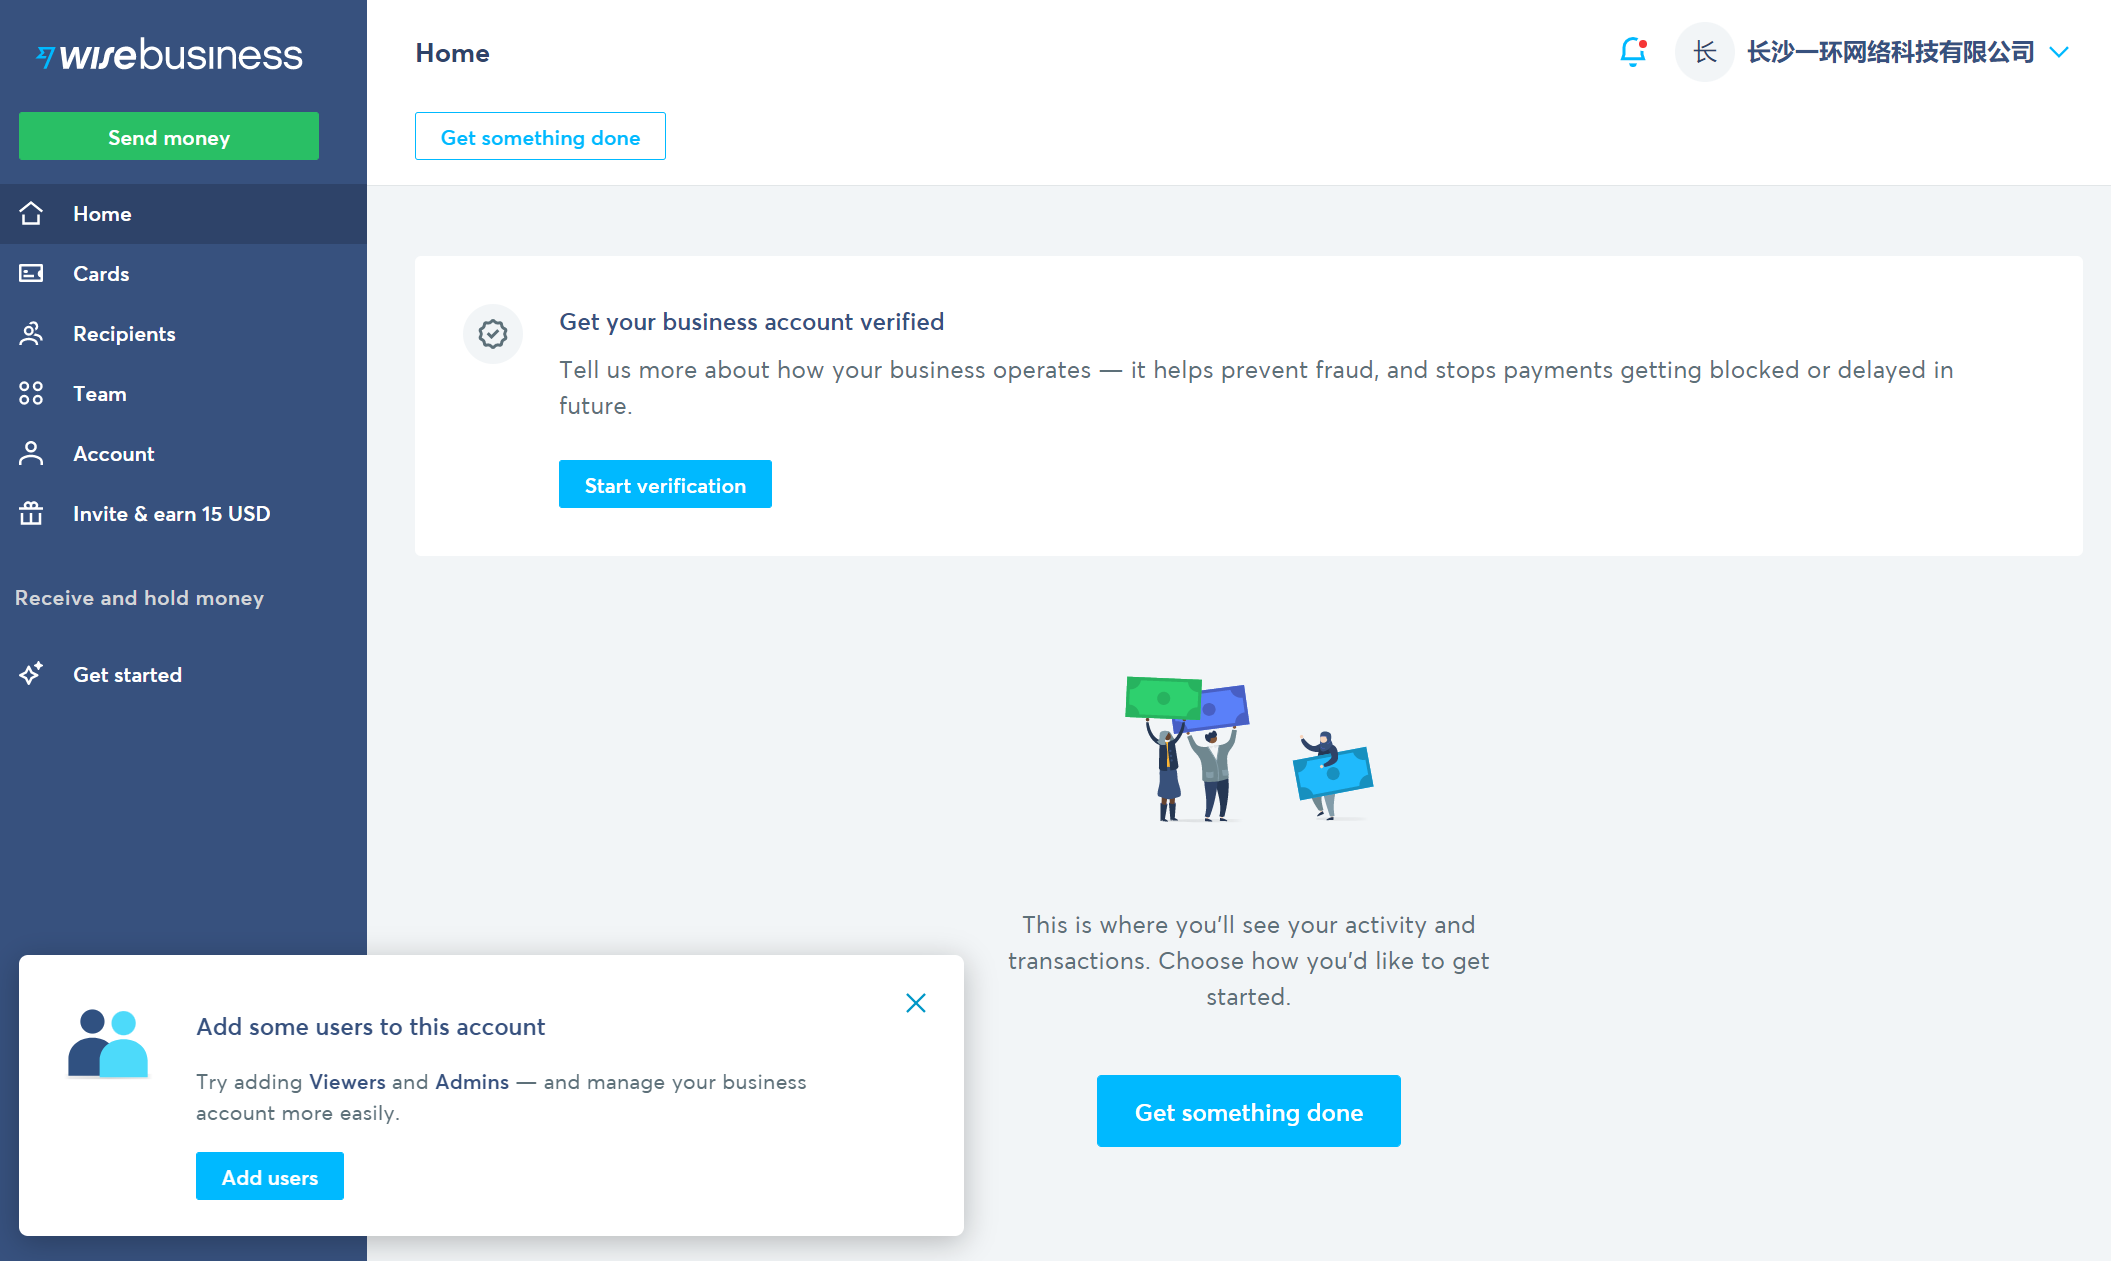 wisebusiness
Send money
Home
Cards
Recipients
Team
Account
Invite & earn 15 USD
Receive and hold money
Get started
Home
长
长沙一环网络科技有限公司
Get something done
Get your business account verified
Tell us more about how your business operates — it helps prevent fraud, and stops payments getting blocked or delayed in
future.
Start verification
This is where you'll see your activity and
transactions. Choose how you'd like to get
started.
Get something done
Add some users to this account
Try adding Viewers and Admins — and manage your business
account more easily.
Add users